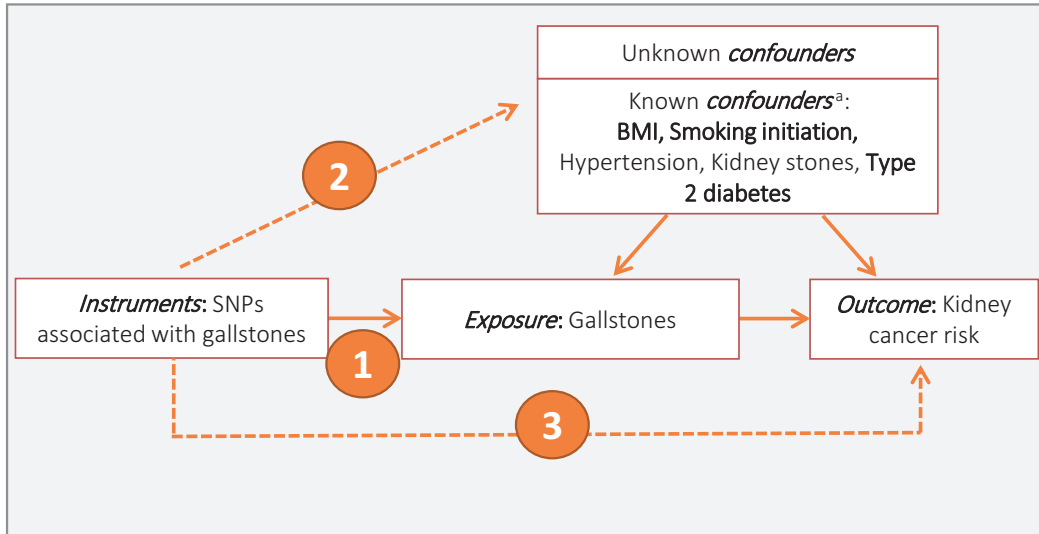 Unknown confounders
Known confoundersᵃ:
BMI, Smoking initiation,
Hypertension, Kidney stones, Type
2 diabetes
2
Instruments: SNPs
associated with gallstones
Exposure: Gallstones
Outcome: Kidney
cancer risk
1
3